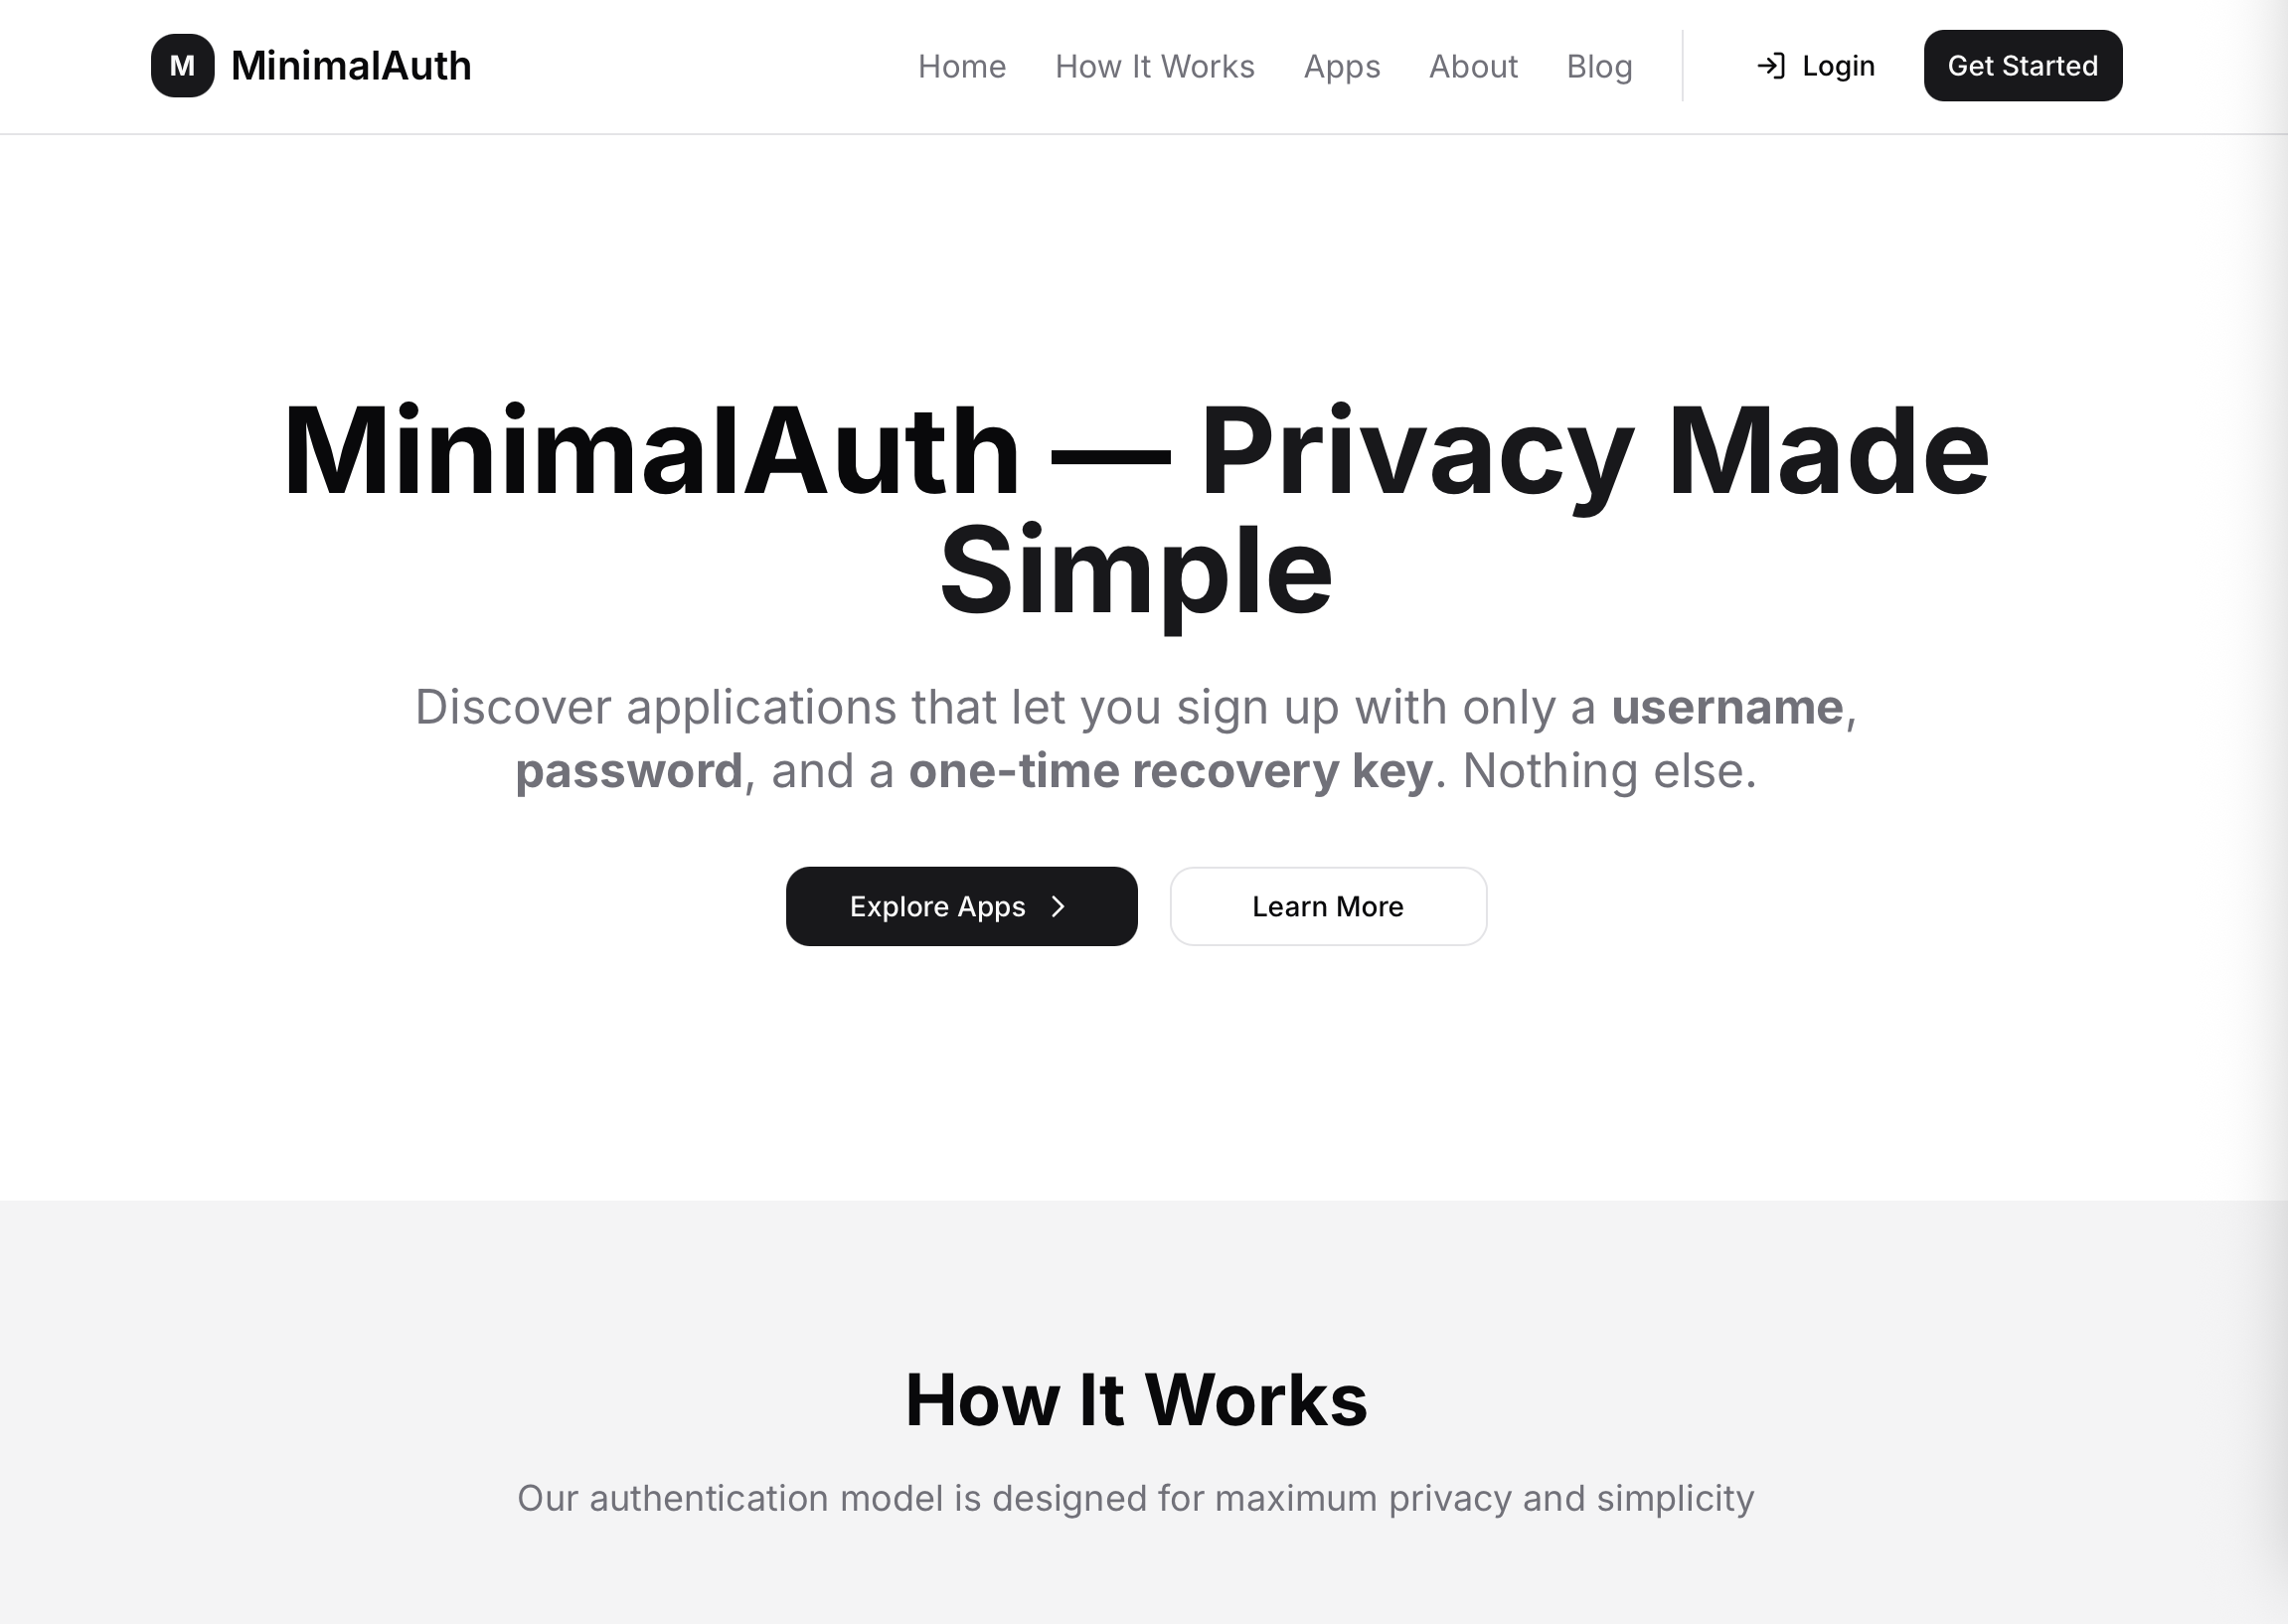 M MinimalAuth Home How It Works Apps About Blog Login Get Started
MinimalAuth — Privacy Made
Simple
Discover applications that let you sign up with only a username,
password, and a one-time recovery key. Nothing else.
Explore Apps Learn More
How It Works
Our authentication model is designed for maximum privacy and simplicity